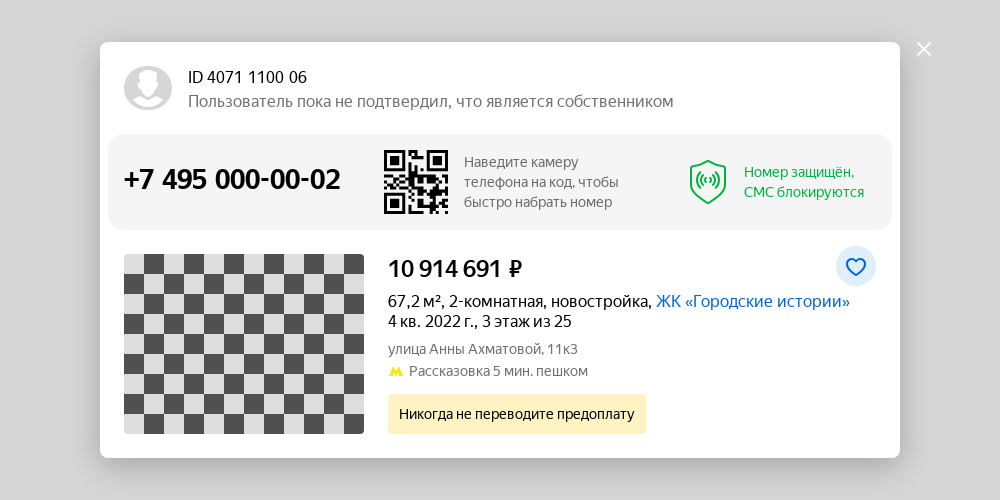 ID 4071 1100 06
Пользователь пока не подтвердил, что является собственником
+7 495 000-00-02
Наведите камеру
телефона на код, чтобы
быстро набрать номер
Номер защищён,
СМС блокируются
10 914 691 ₽
67,2 м², 2-комнатная, новостройка, ЖК «Городские истории»
4 кв. 2022 г., 3 этаж из 25
улица Анны Ахматовой, 11к3
Рассказовка 5 мин. пешком
Никогда не переводите предоплату